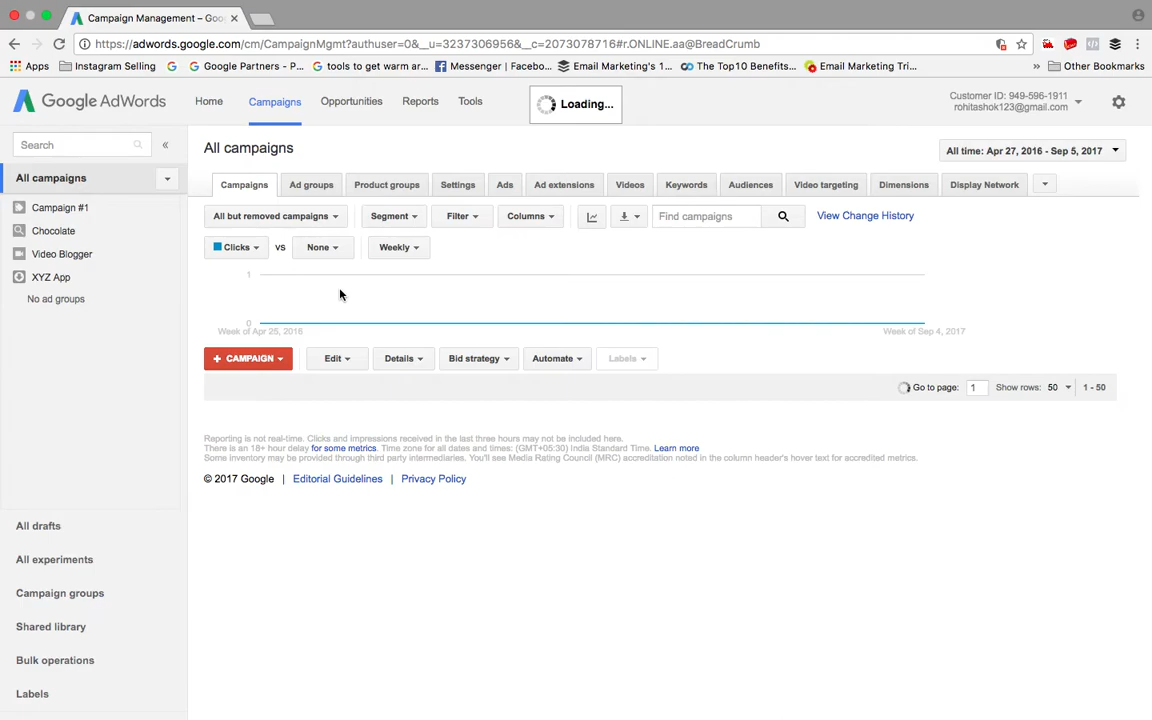 Campaign Management – Goo
https://adwords.google.com/cm/CampaignMgmt?authuser=0&__u=3237306956&__c=2073078716#r.ONLINE.aa@BreadCrumb
Apps Instagram Selling Google Partners - P... tools to get warm ar... Messenger | Facebo... Email Marketing's 1... The Top10 Benefits... Email Marketing Tri... » Other Bookmarks
Google AdWords Home Campaigns Opportunities Reports Tools Loading...
Customer ID: 949-596-1911
rohitashok123@gmail.com
Search «
All campaigns
All time: Apr 27, 2016 - Sep 5, 2017
All campaigns
Campaigns Ad groups Product groups Settings Ads Ad extensions Videos Keywords Audiences Video targeting Dimensions Display Network
Campaign #1
Chocolate
Video Blogger
XYZ App
No ad groups
All but removed campaigns Segment Filter Columns Find campaigns View Change History
Clicks vs None Weekly
1
0
Week of Apr 25, 2016 Week of Sep 4, 2017
+ CAMPAIGN Edit Details Bid strategy Automate Labels
Go to page: 1 Show rows: 50 1 - 50
Reporting is not real-time. Clicks and impressions received in the last three hours may not be included here.
There is an 18+ hour delay for some metrics. Time zone for all dates and times: (GMT+05:30) India Standard Time. Learn more
Some inventory may be provided through third party intermediaries. You'll see Media Rating Council (MRC) accreditation noted in the column header's hover text for accredited metrics.
© 2017 Google | Editorial Guidelines | Privacy Policy
All drafts
All experiments
Campaign groups
Shared library
Bulk operations
Labels